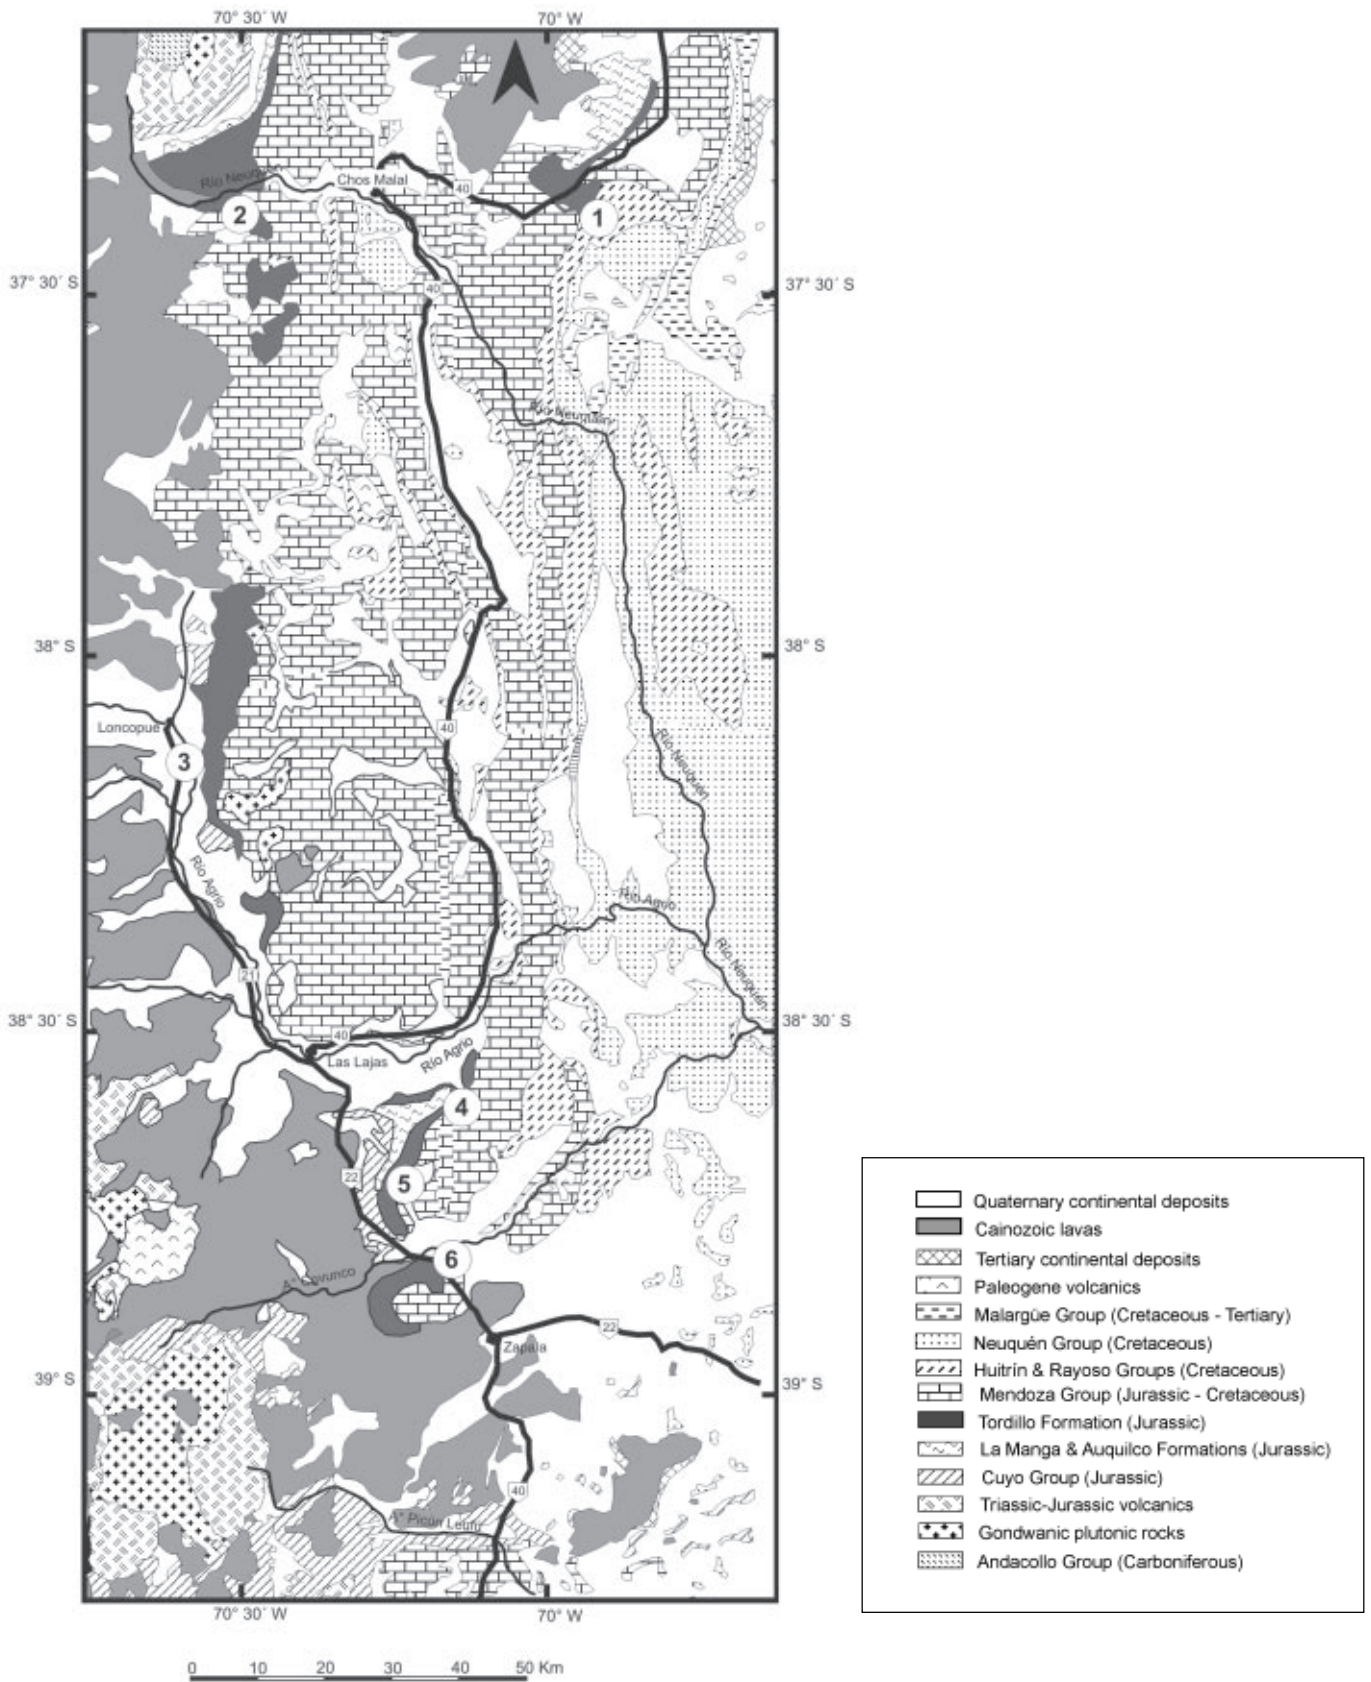 70° 30´ W
70° W
Río Neuquén
Chos Malal
40
1
2
37° 30´ S
37° 30´ S
40
Río Neuquén
38° S
38° S
Loncopué
40
3
Río Neuquén
Río Agrio
Río Agrio
Río Neuquén
21
38° 30´ S
38° 30´ S
40
Las Lajas
Río Agrio
4
22
5
6
A° Covunco
22
Zapala
39° S
39° S
40
A° Picún Leufú
70° 30´ W
70° W
0 10 20 30 40 50 Km
Quaternary continental deposits
Cainozoic lavas
Tertiary continental deposits
Paleogene volcanics
Malargüe Group (Cretaceous - Tertiary)
Neuquén Group (Cretaceous)
Huitrín & Rayoso Groups (Cretaceous)
Mendoza Group (Jurassic - Cretaceous)
Tordillo Formation (Jurassic)
La Manga & Auquilco Formations (Jurassic)
Cuyo Group (Jurassic)
Triassic-Jurassic volcanics
Gondwanic plutonic rocks
Andacollo Group (Carboniferous)